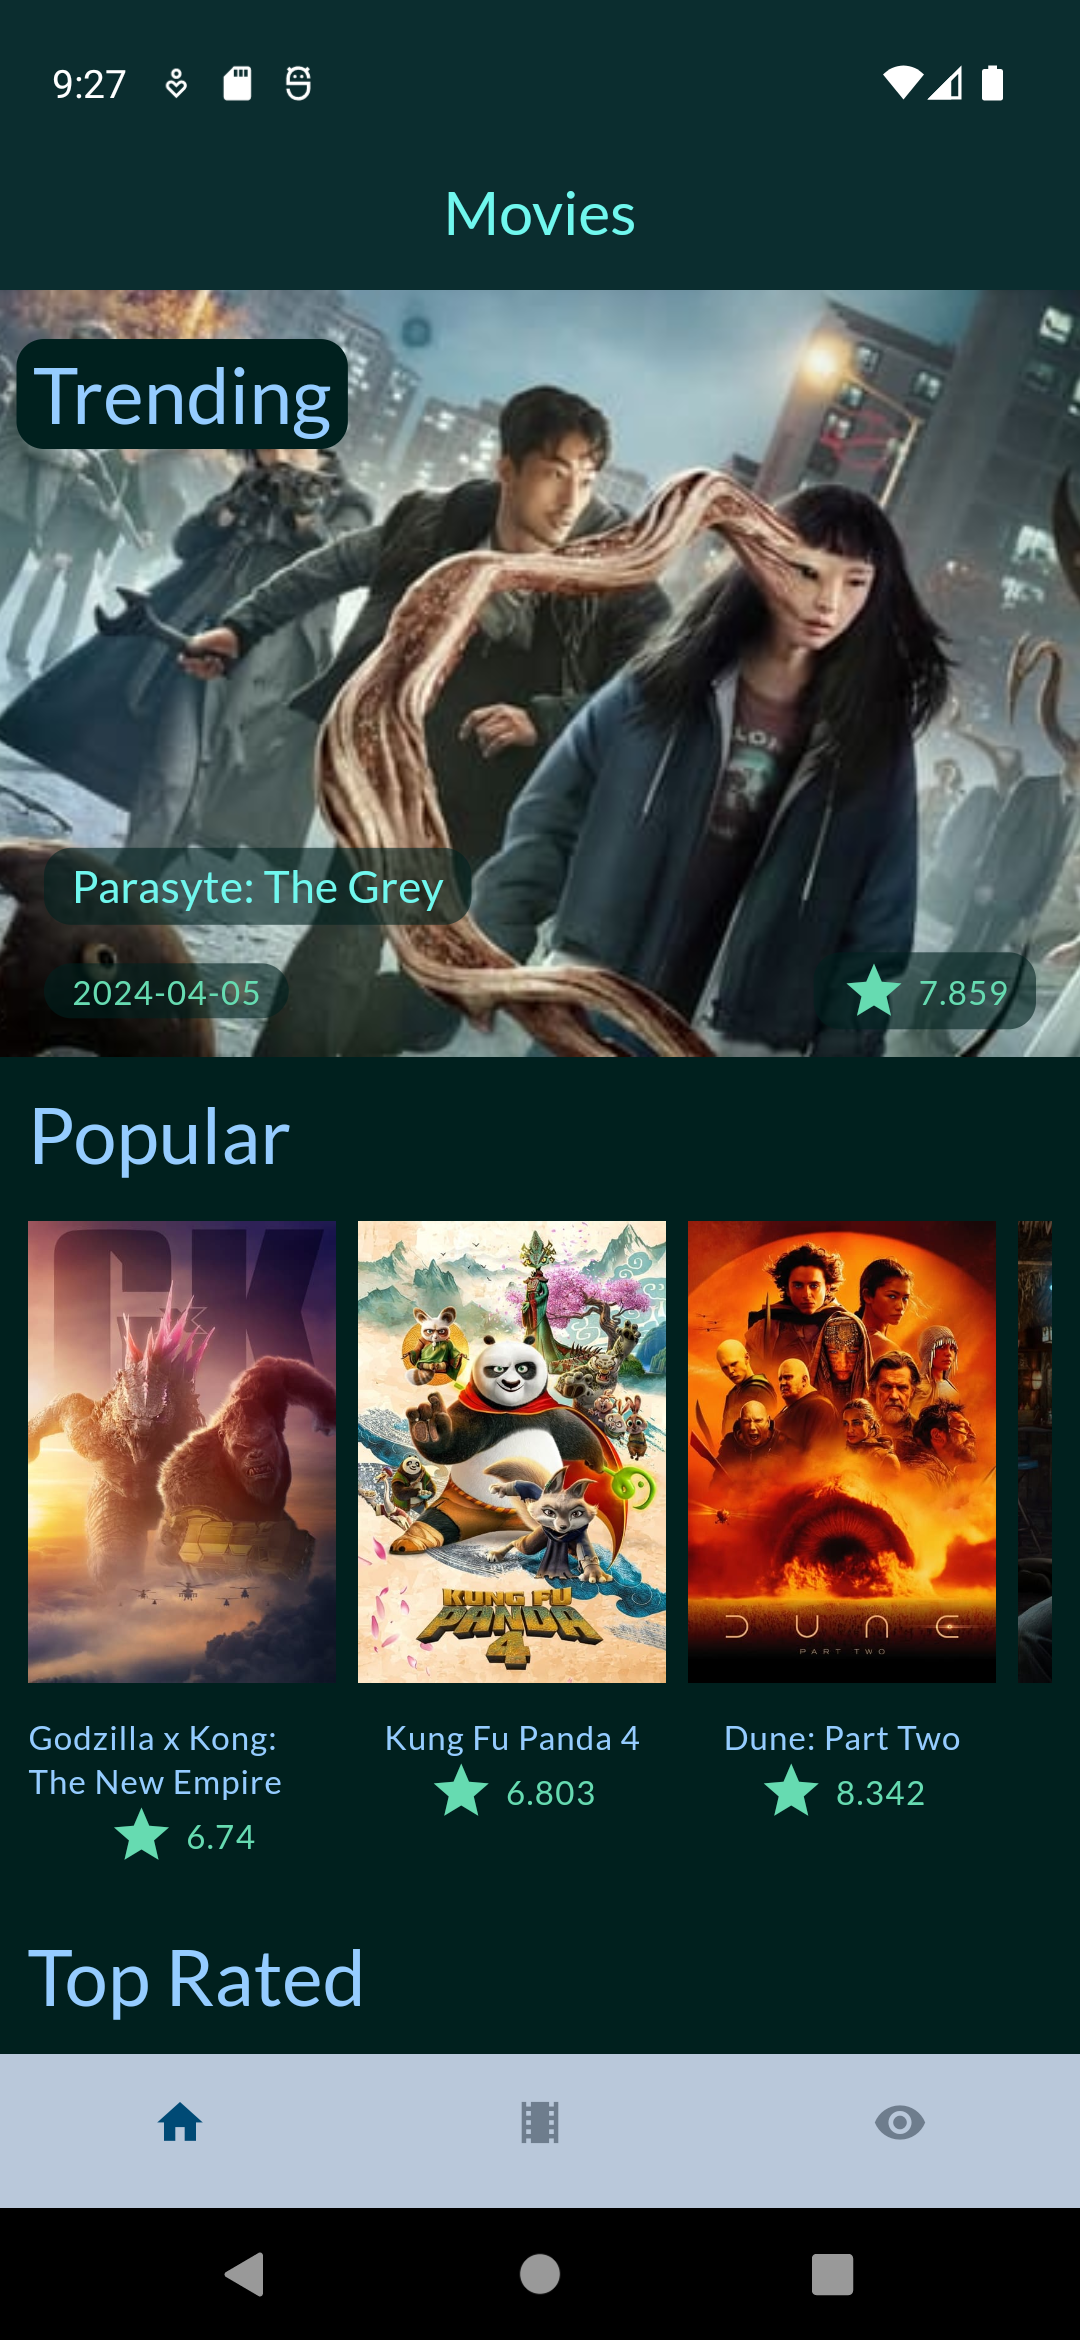 9:27
Movies
Trending
Parasyte: The Grey
2024-04-05
7.859
Popular
GK
KUNG FU
PANDA
4
DUNE
PART TWO
Godzilla x Kong:
The New Empire
6.74
Kung Fu Panda 4
6.803
Dune: Part Two
8.342
Top Rated